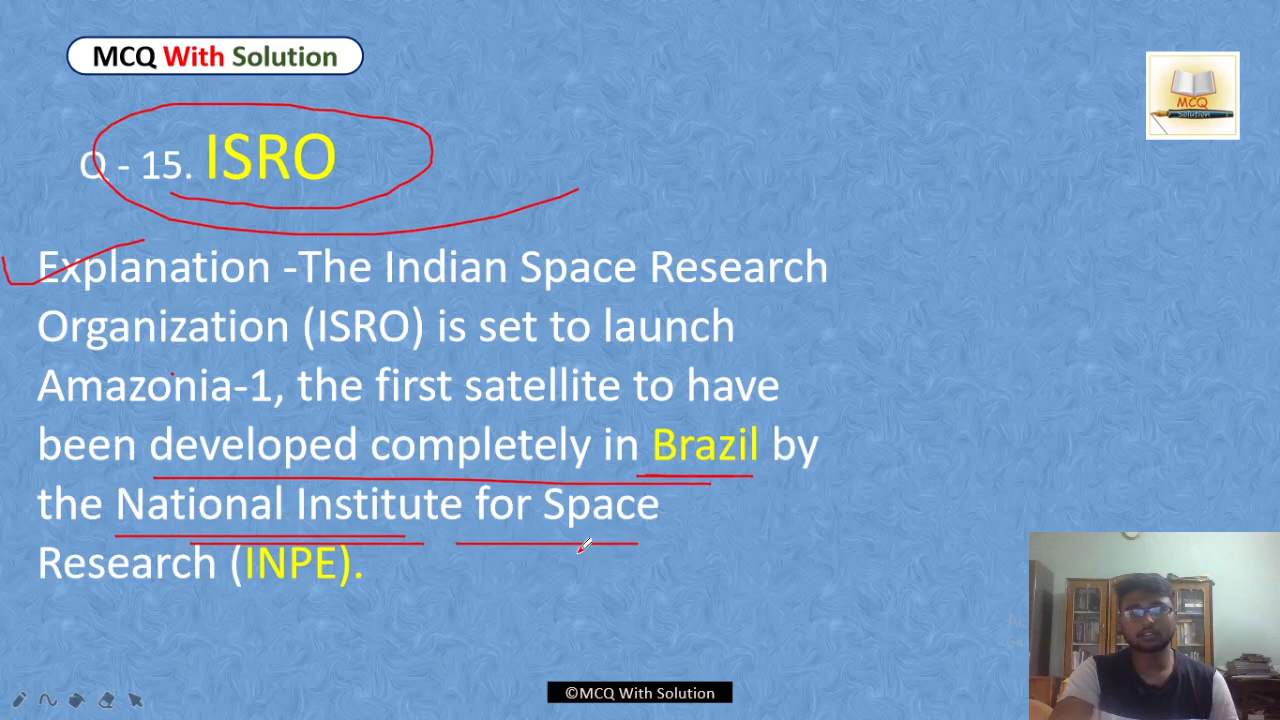 MCQ With Solution
MCQ
Solution
Q - 15. ISRO
Explanation -The Indian Space Research
Organization (ISRO) is set to launch
Amazonia-1, the first satellite to have
been developed completely in Brazil by
the National Institute for Space
Research (INPE).
©MCQ With Solution